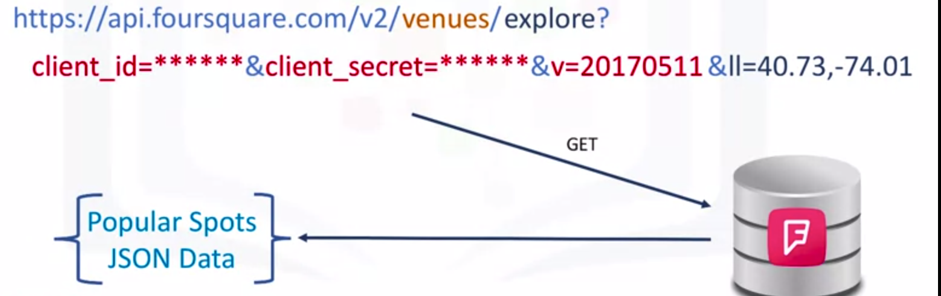 https://api.foursquare.com/v2/venues/explore?
client_id=******&client_secret=******&v=20170511&ll=40.73,-74.01
GET
Popular Spots
JSON Data